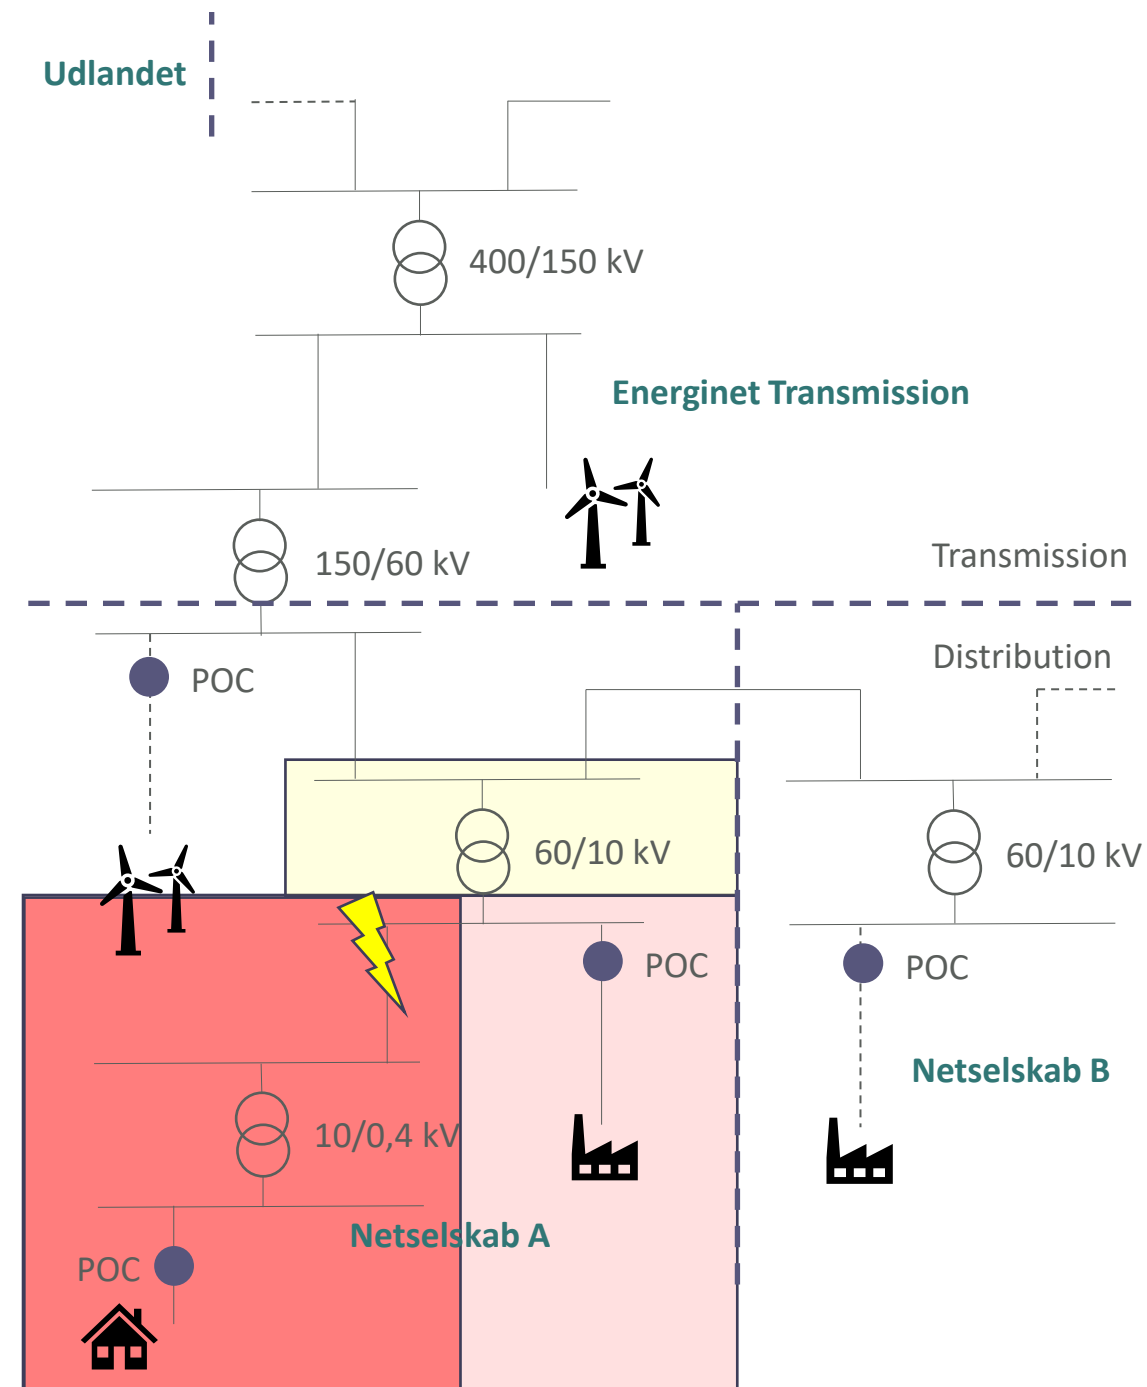 Udlandet
400/150 kV
Energinet Transmission
150/60 kV
Transmission
Distribution
POC
60/10 kV
60/10 kV
POC
POC
Netselskab B
10/0,4 kV
Netselskab A
POC